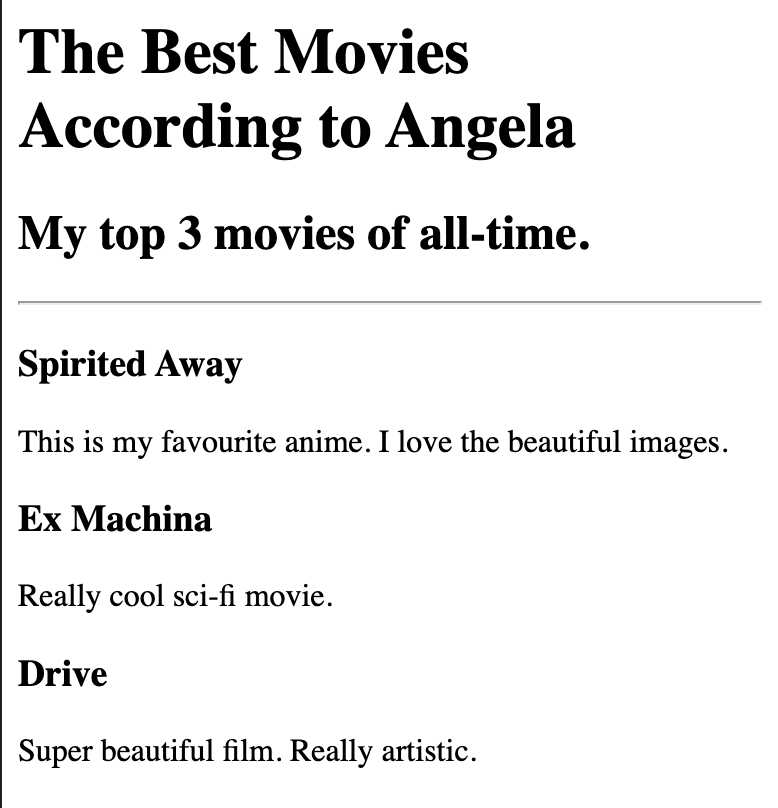 The Best Movies
According to Angela
My top 3 movies of all-time.
Spirited Away
This is my favourite anime. I love the beautiful images.
Ex Machina
Really cool sci-fi movie.
Drive
Super beautiful film. Really artistic.